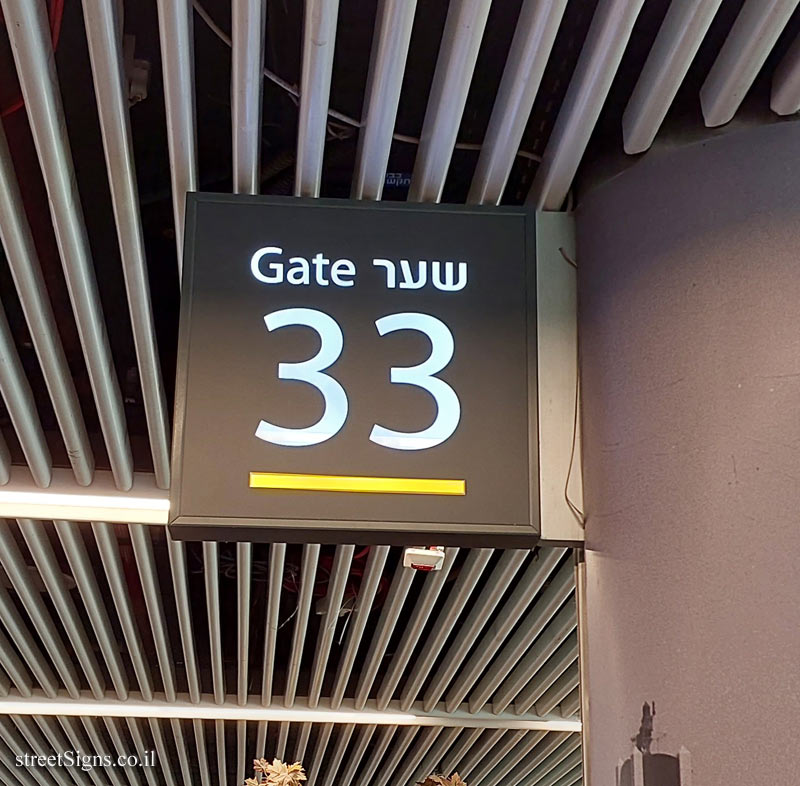 Gate שער
33
streetSigns.co.il